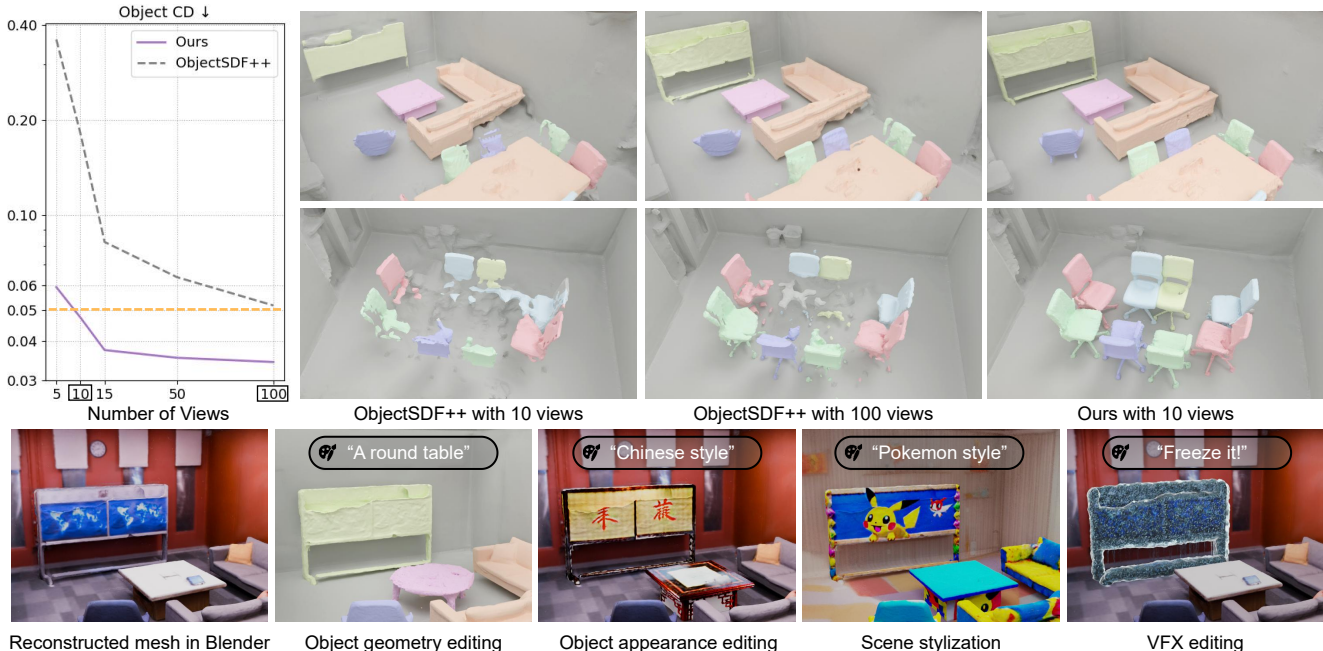 Object CD ↓
Ours
ObjectSDF++
0.40
0.20
0.10
0.06
0.05
0.04
0.03
5 10 15 50 100
Number of Views
ObjectSDF++ with 10 views
ObjectSDF++ with 100 views
Ours with 10 views
“A round table”
“Chinese style”
“Pokemon style”
“Freeze it!”
Reconstructed mesh in Blender
Object geometry editing
Object appearance editing
Scene stylization
VFX editing